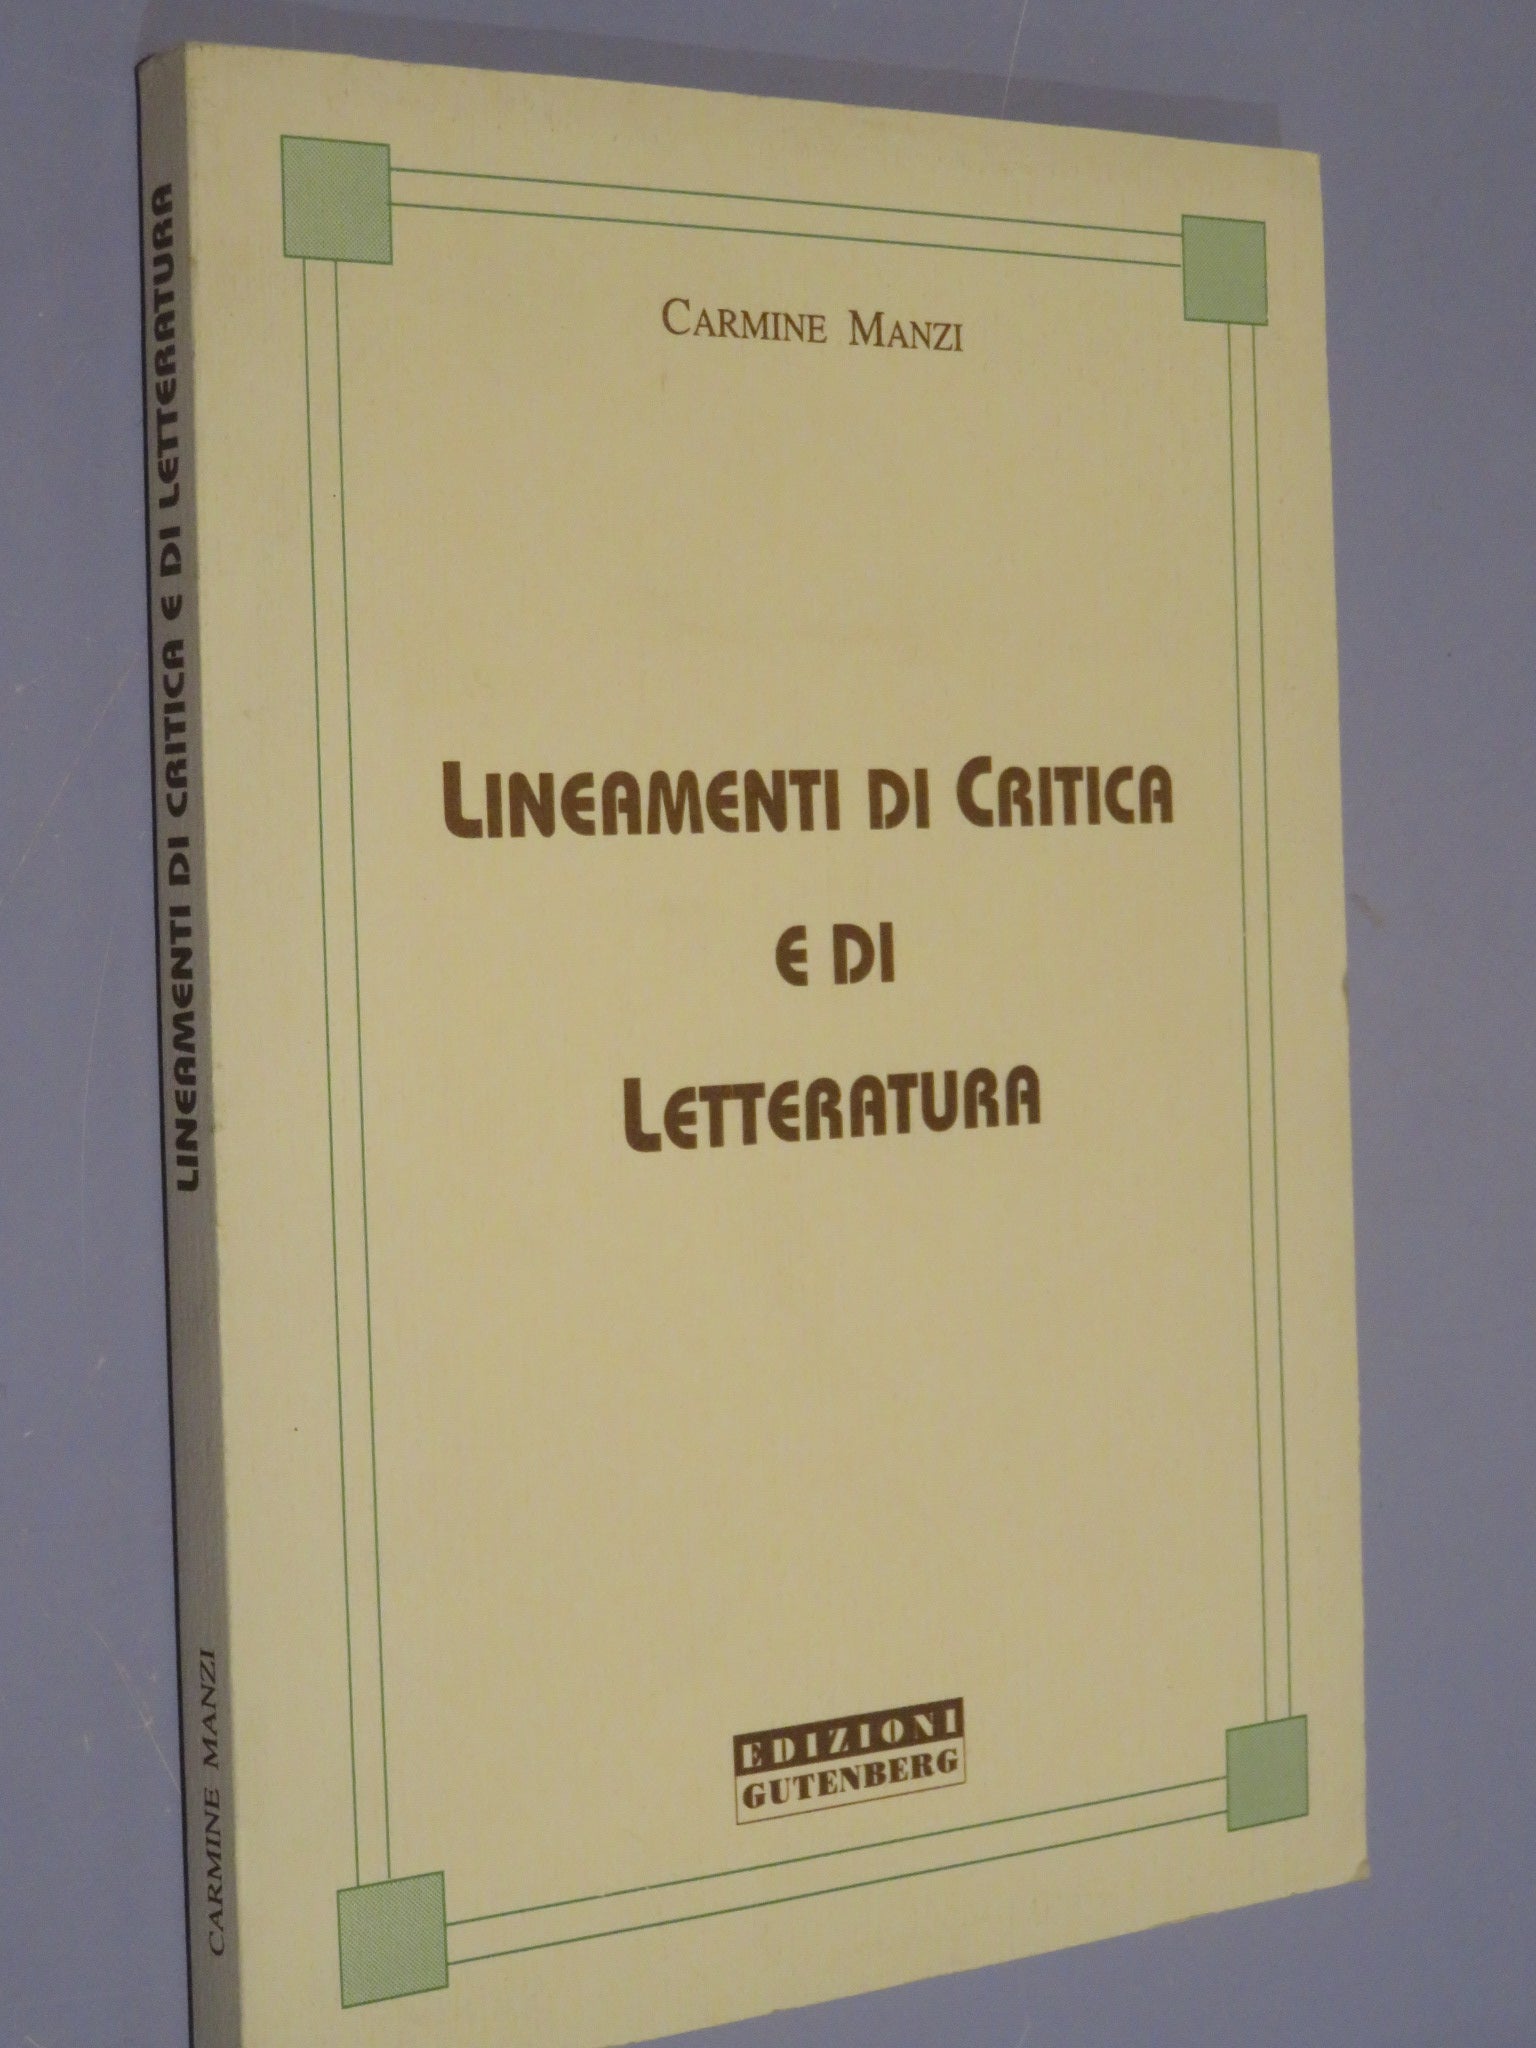 CARMINE MANZI
LINEAMENTI DI CRITICA
E DI
LETTERATURA
EDIZIONI
GUTENBERG
LINEAMENTI DI CRITICA E DI LETTERATURA
CARMINE MANZI